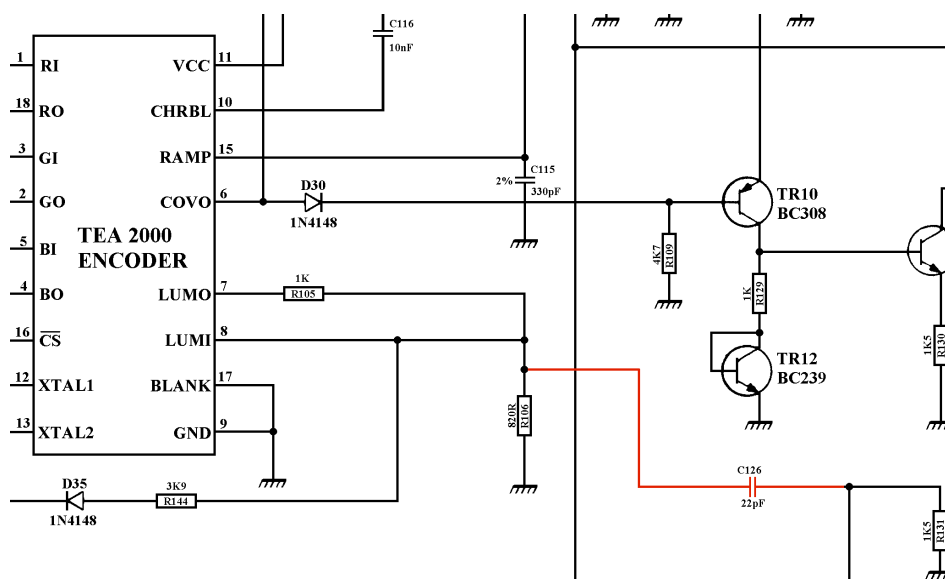 C116
10nF
1
RI
VCC
11
18
RO
CHRBL
10
3
GI
RAMP
15
C115
2%
330pF
2
GO
COVO
6
D30
1N4148
TR10
BC308
TEA 2000
ENCODER
5
BI
4K7
R109
4
BO
LUMO
7
1K
R105
1K
R129
16
CS
LUMI
8
1K5
R130
TR12
BC239
12
XTAL1
BLANK
17
820R
R106
13
XTAL2
GND
9
D35
1N4148
3K9
R144
C126
22pF
1K5
R131